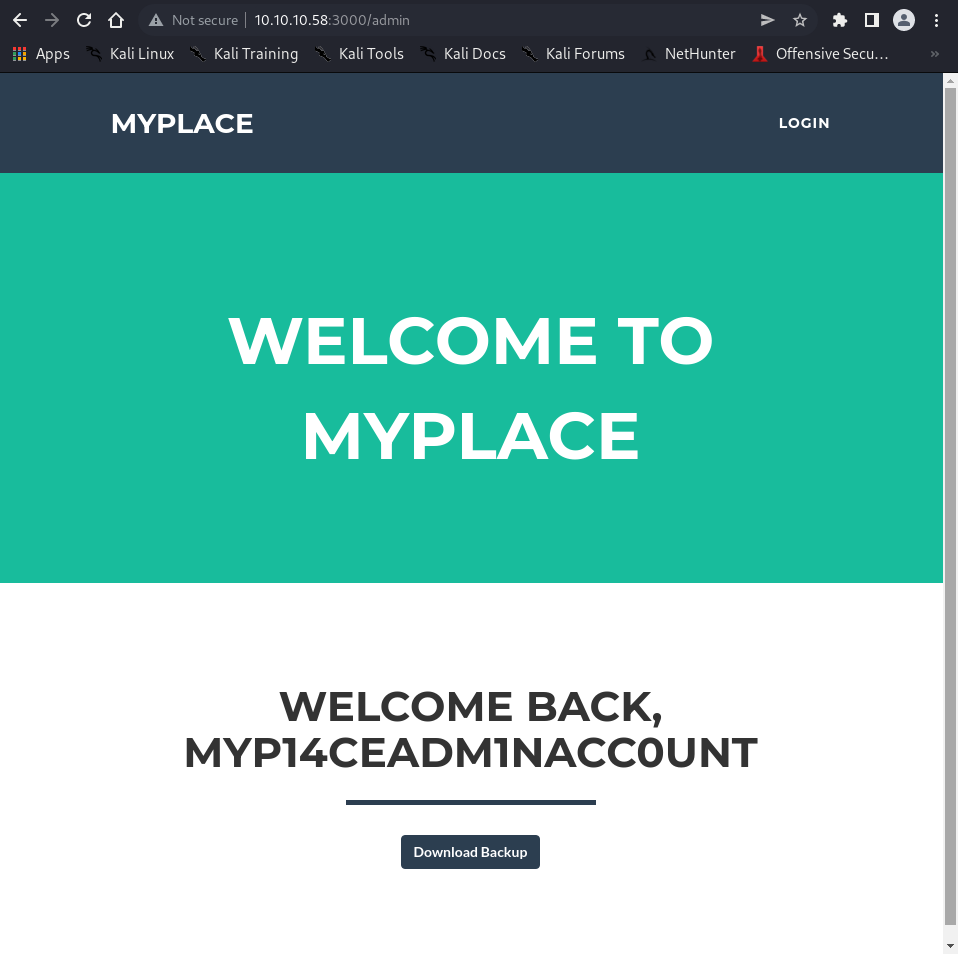 Not secure 10.10.10.58:3000/admin
Apps Kali Linux Kali Training Kali Tools Kali Docs Kali Forums NetHunter Offensive Secu… »
MYPLACE LOGIN
WELCOME TO
MYPLACE
WELCOME BACK,
MYP14CEADM1NACC0UNT
Download Backup